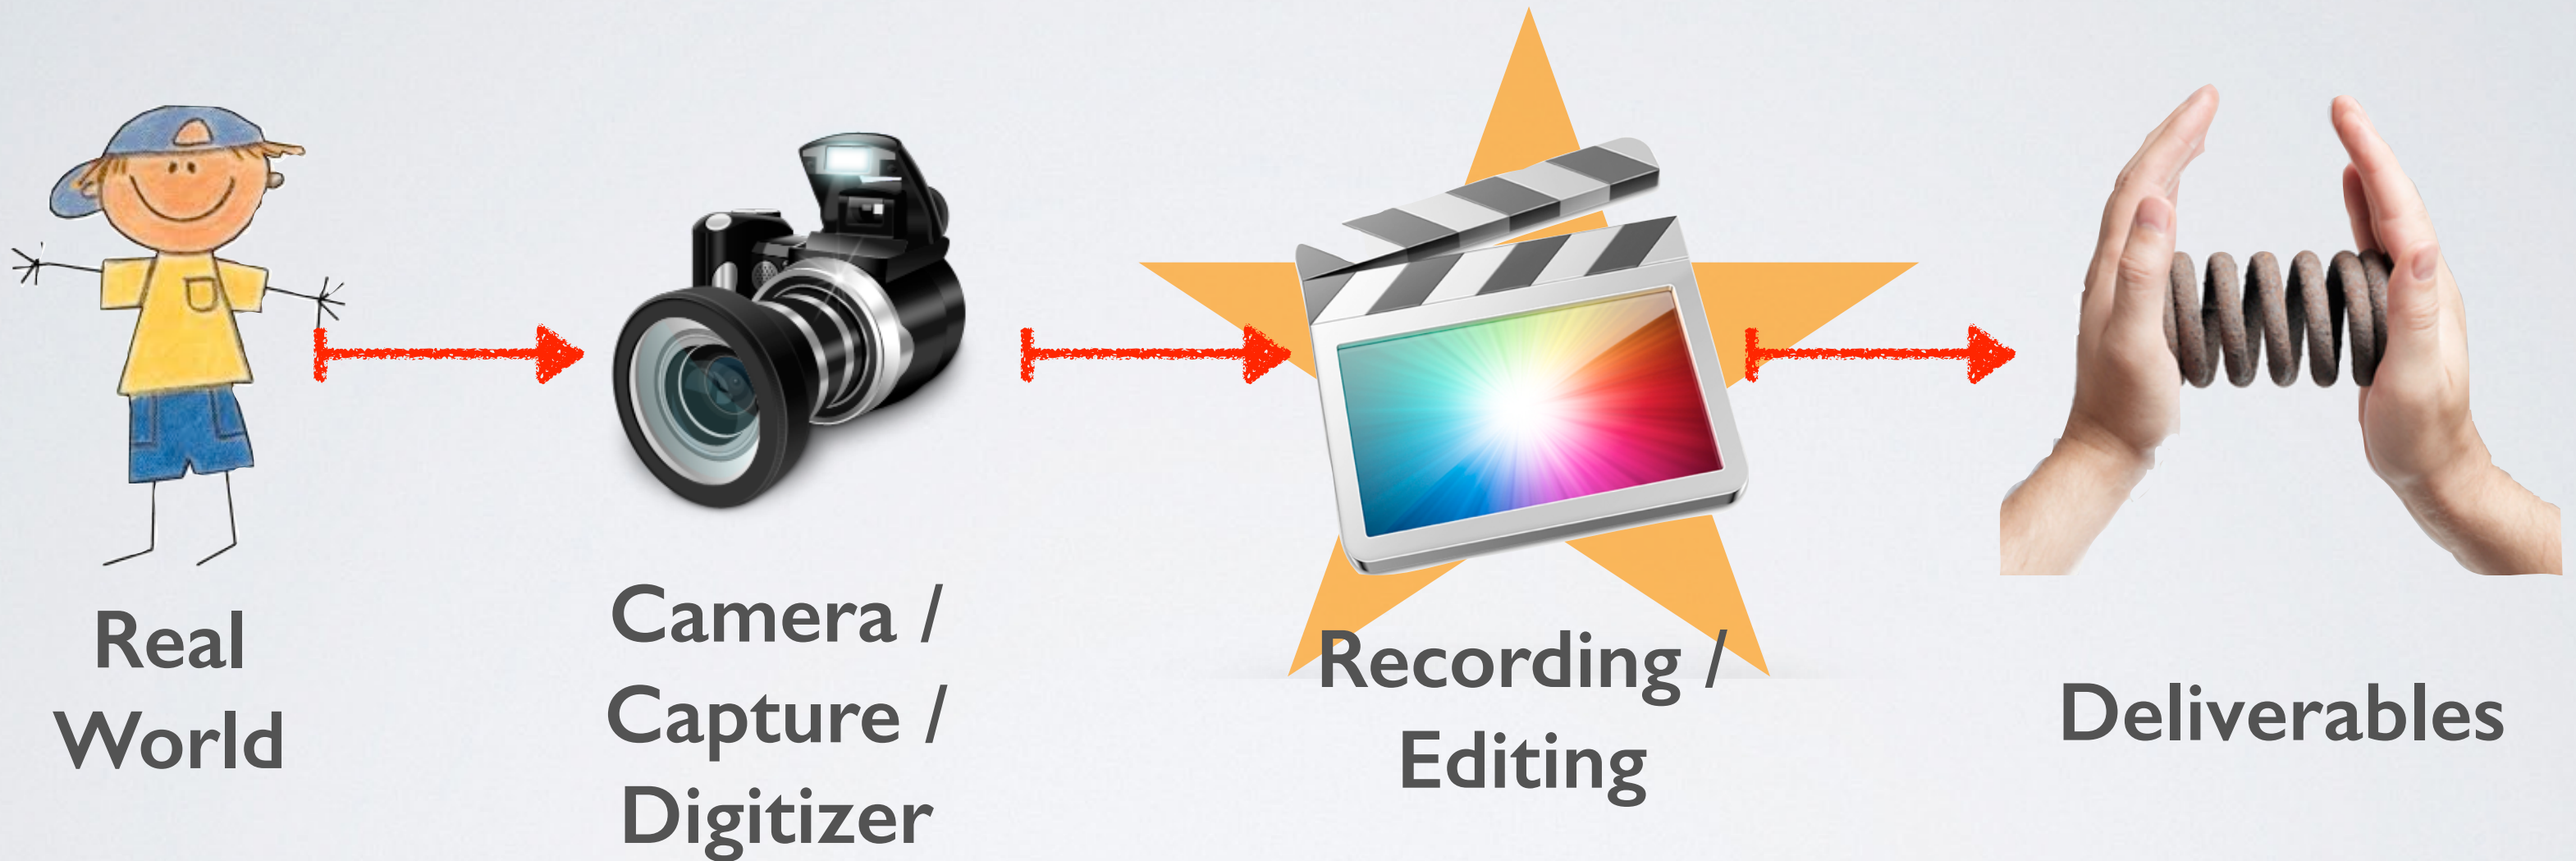 Real
World
Camera /
Capture /
Digitizer
Recording /
Editing
Deliverables